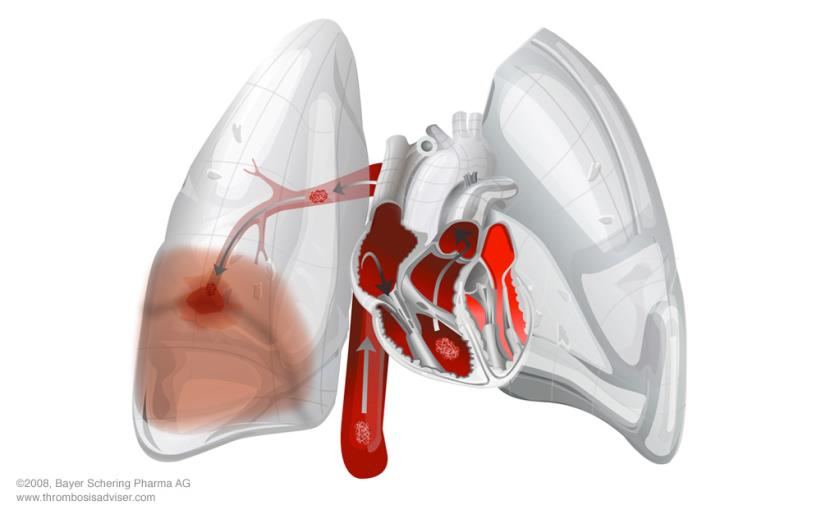 ©2008, Bayer Schering Pharma AG
www.thrombosisadviser.com